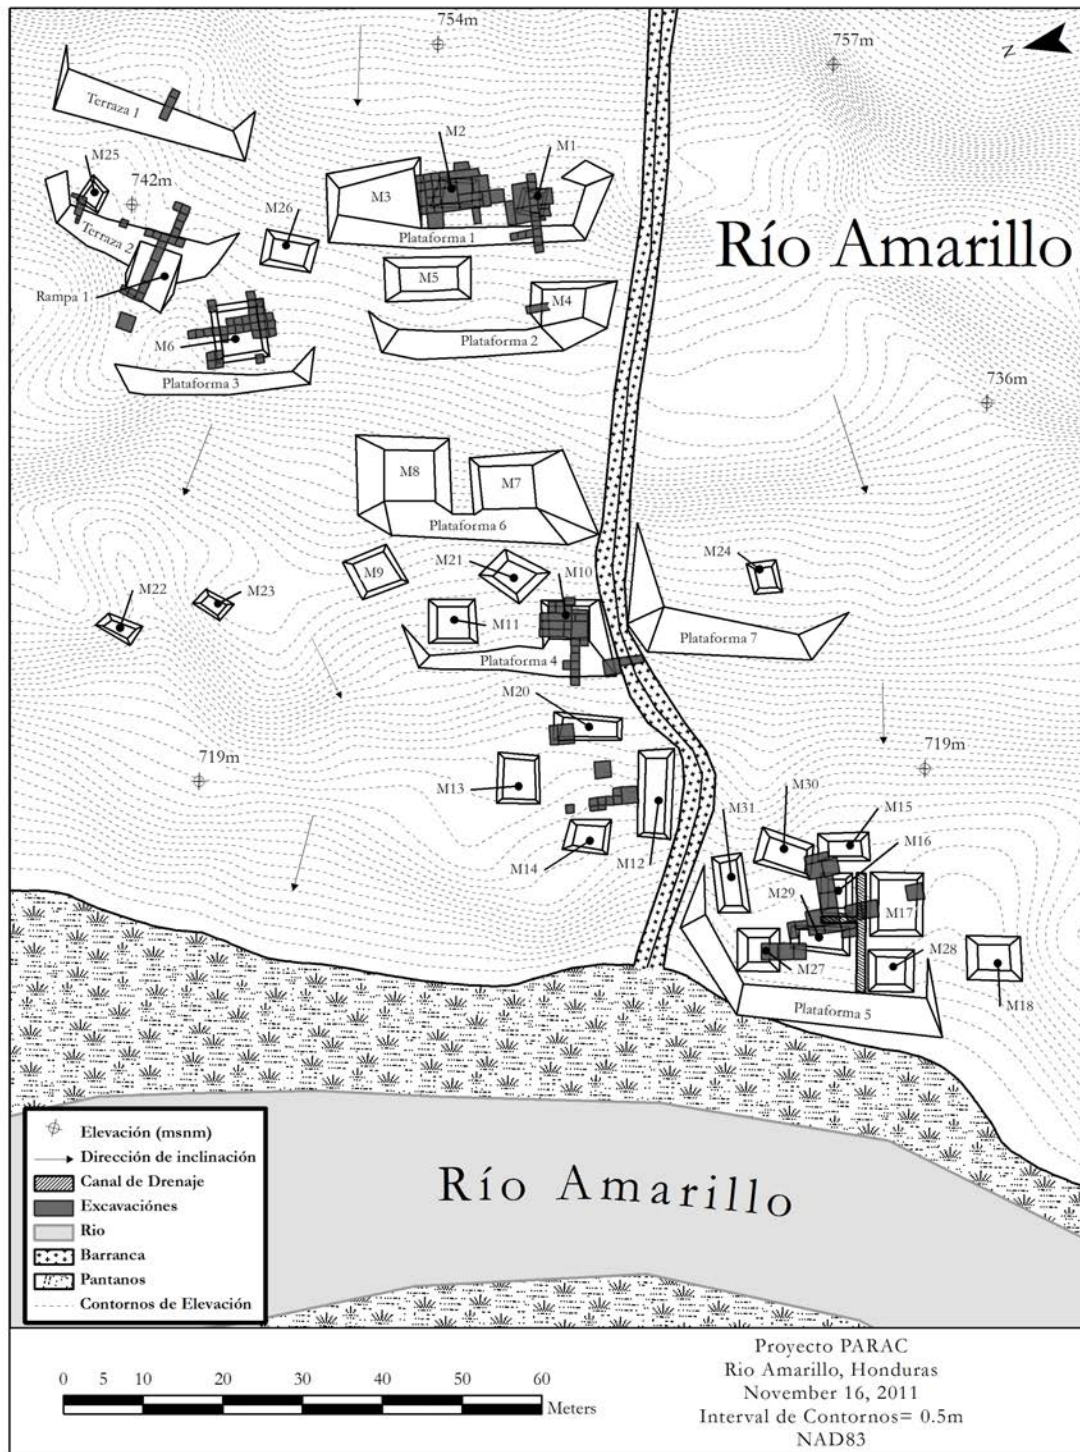 754m
757m
N
Terraza 1
M2
M1
M25
742m
M3
M26
Terraza 2
Plataforma 1
Río Amarillo
M5
Rampa 1
M4
Plataforma 2
M6
Plataforma 3
736m
M8
M7
Plataforma 6
M24
M21
M10
M9
M22
M23
M11
Plataforma 7
Plataforma 4
M20
719m
719m
M13
M30
M15
M31
M16
M14
M12
M29
M17
M28
M27
M18
Plataforma 5
Elevación (msnm)
Dirección de inclinación
Canal de Drenaje
Excavaciónes
Rio
Barranca
Pantanos
Contornos de Elevación
Río Amarillo
0 5 10 20 30 40 50 60
Meters
Proyecto PARAC
Rio Amarillo, Honduras
November 16, 2011
Interval de Contornos= 0.5m
NAD83